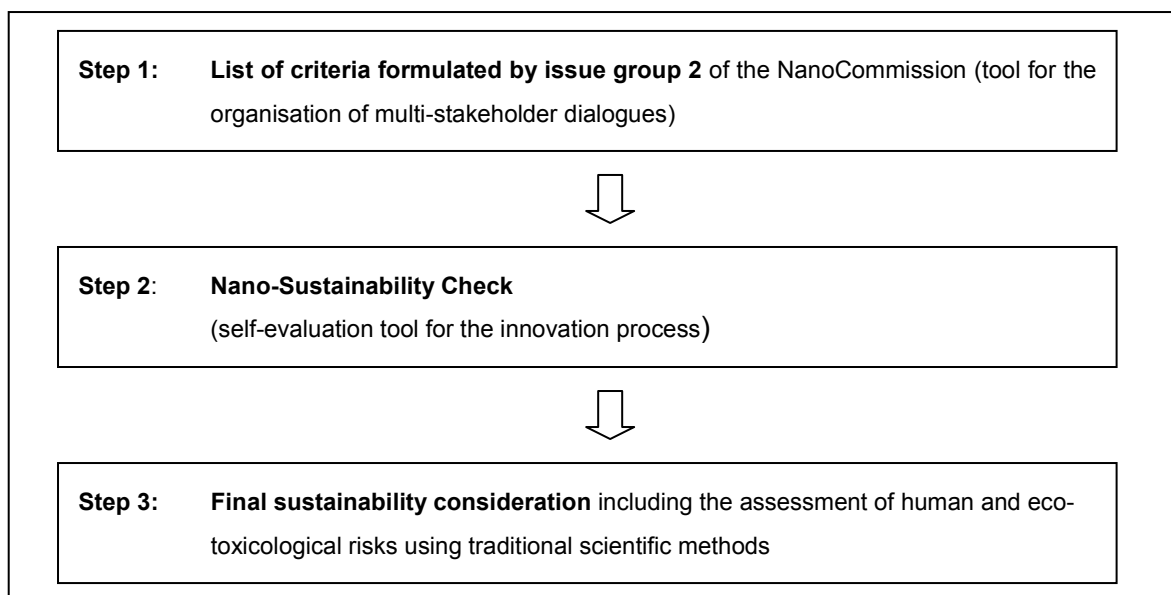 Step 1: List of criteria formulated by issue group 2 of the NanoCommission (tool for the
organisation of multi-stakeholder dialogues)
Step 2: Nano-Sustainability Check
(self-evaluation tool for the innovation process)
Step 3: Final sustainability consideration including the assessment of human and eco-
toxicological risks using traditional scientific methods